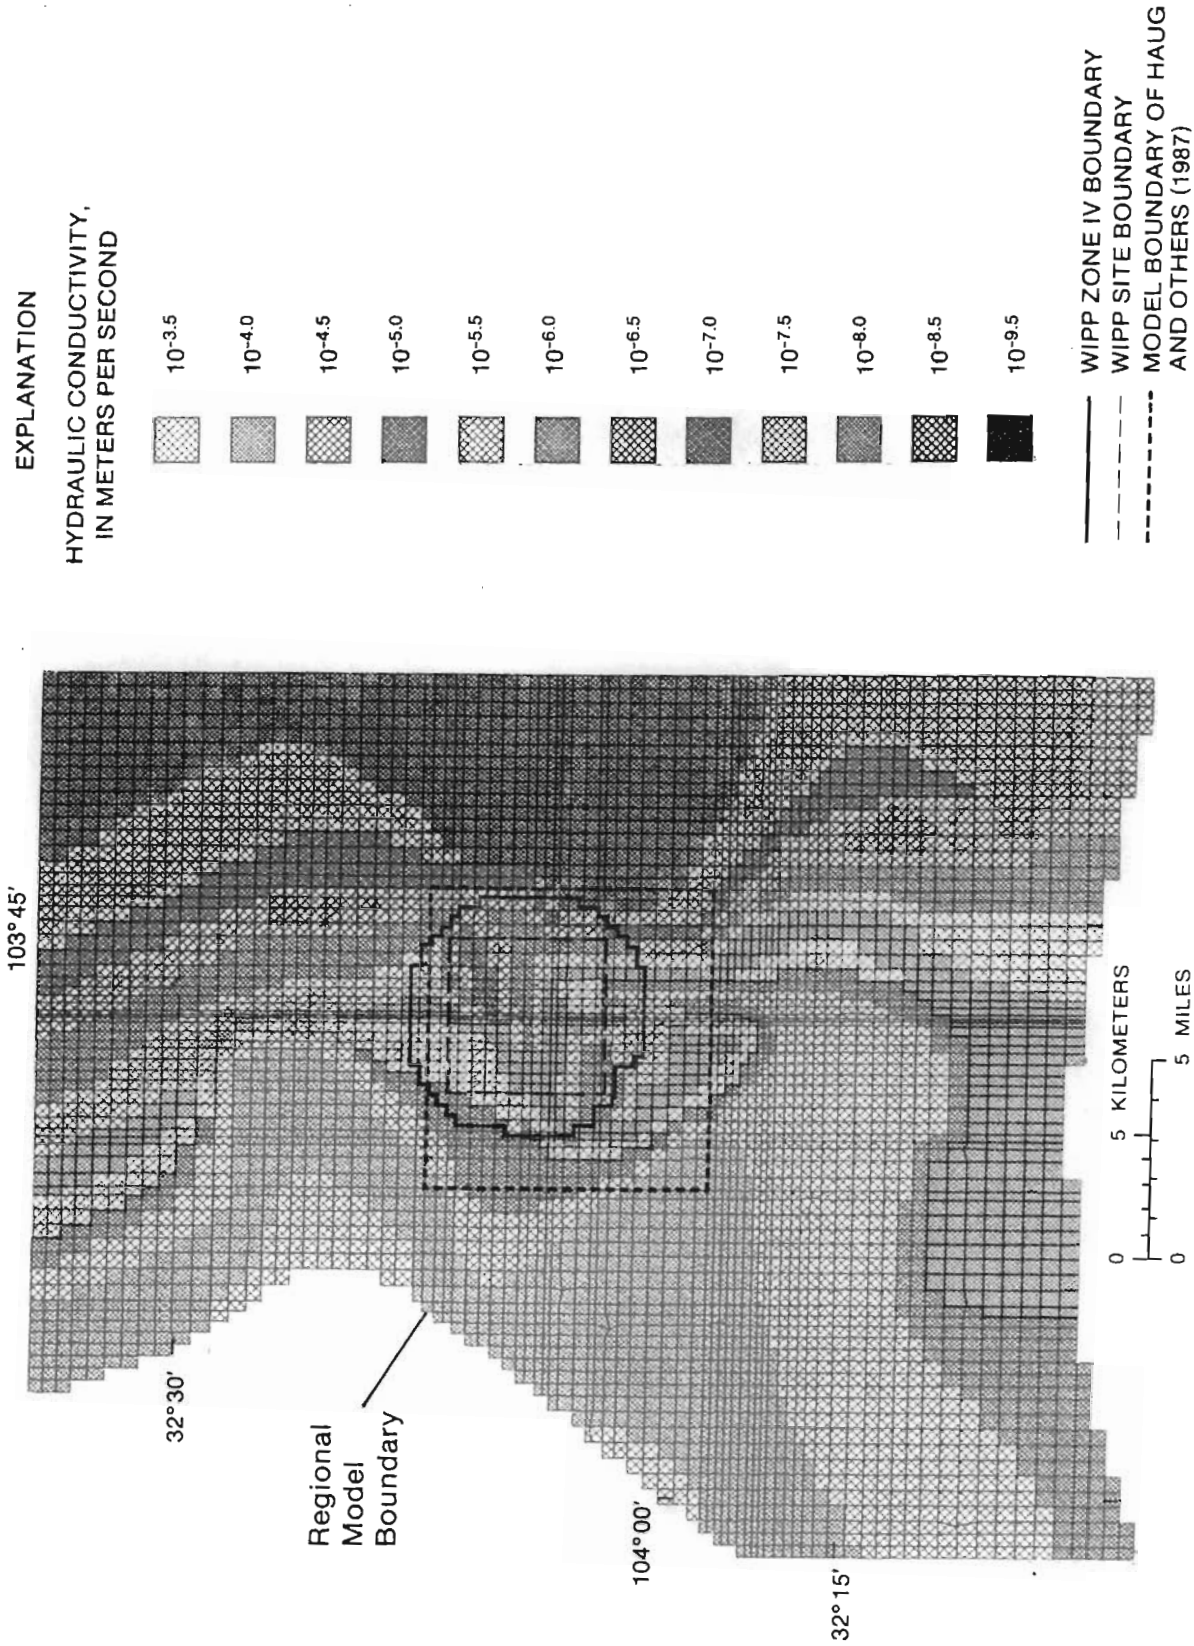 EXPLANATION
HYDRAULIC CONDUCTIVITY,
IN METERS PER SECOND
10-3.5
10-4.0
10-4.5
10-5.0
10-5.5
10-6.0
10-6.5
10-7.0
10-7.5
10-8.0
10-8.5
10-9.5
WIPP ZONE IV BOUNDARY
WIPP SITE BOUNDARY
MODEL BOUNDARY OF HAUG
AND OTHERS (1987)
103° 45′
32°30′
Regional
Model
Boundary
104°00′
32°15′
0 5 KILOMETERS
0 5 MILES